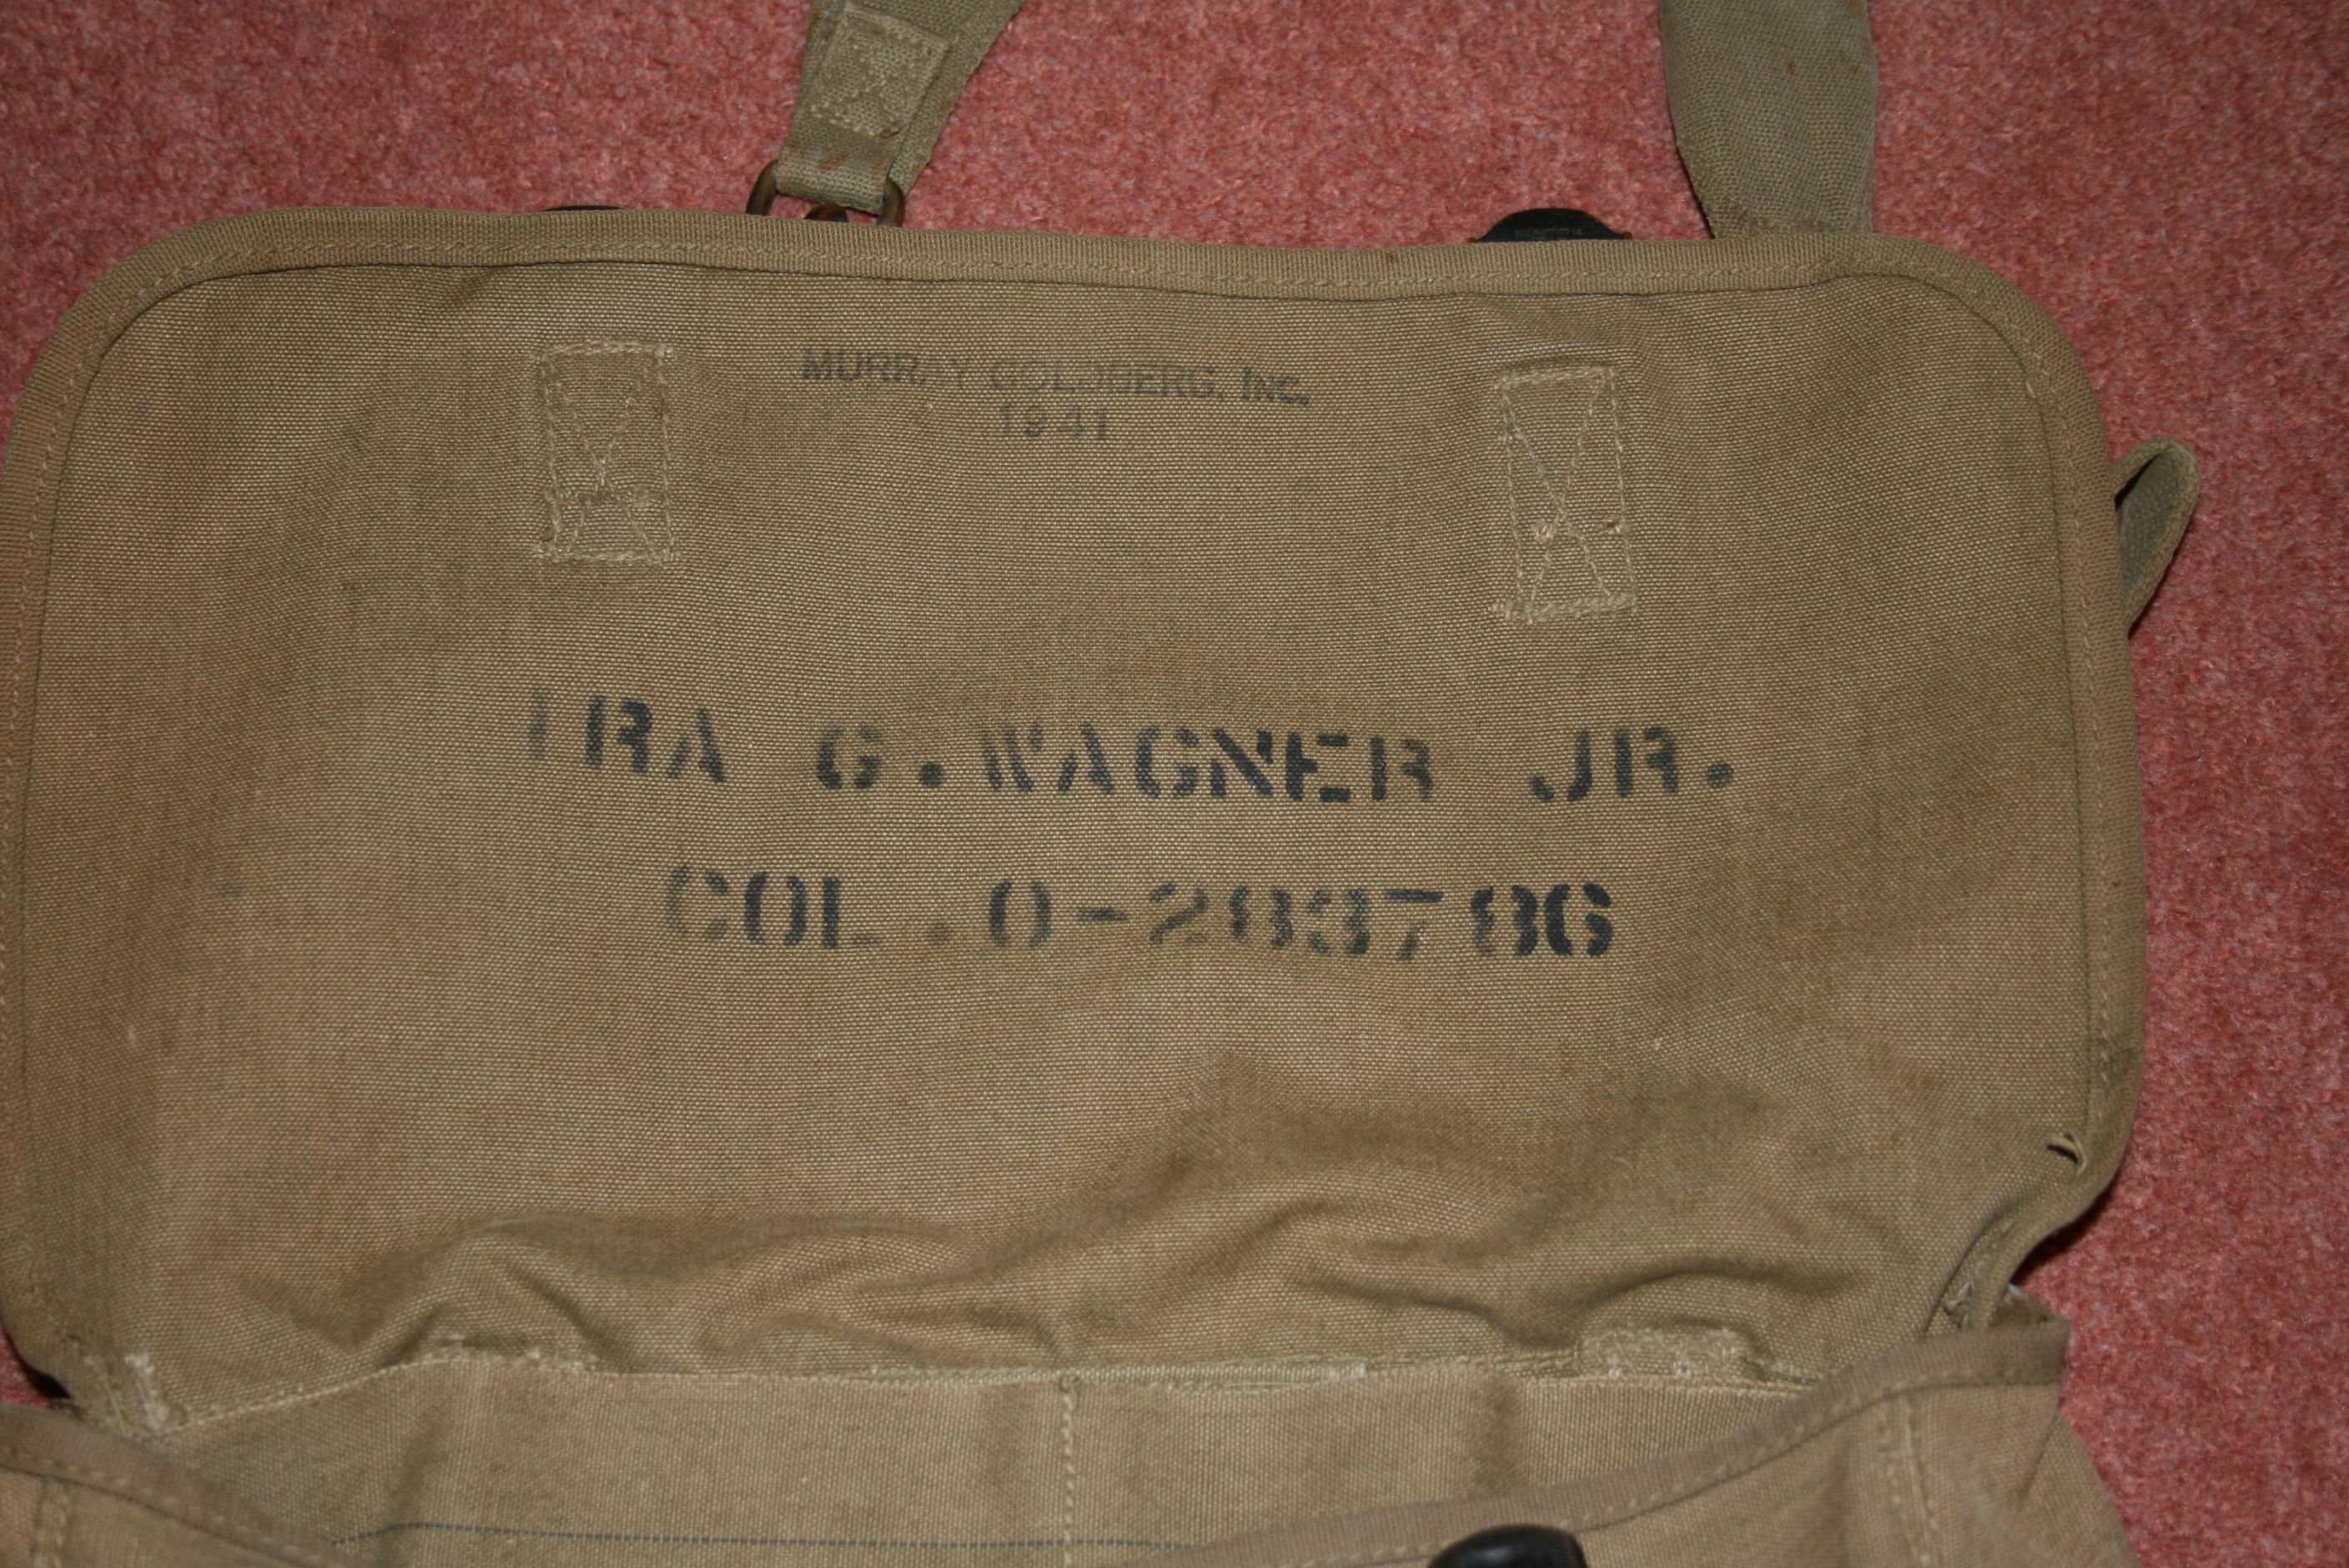 MURRAY GOLDBERG, INC.
1941
IRA G. WAGNER JR.
COL. O-283786